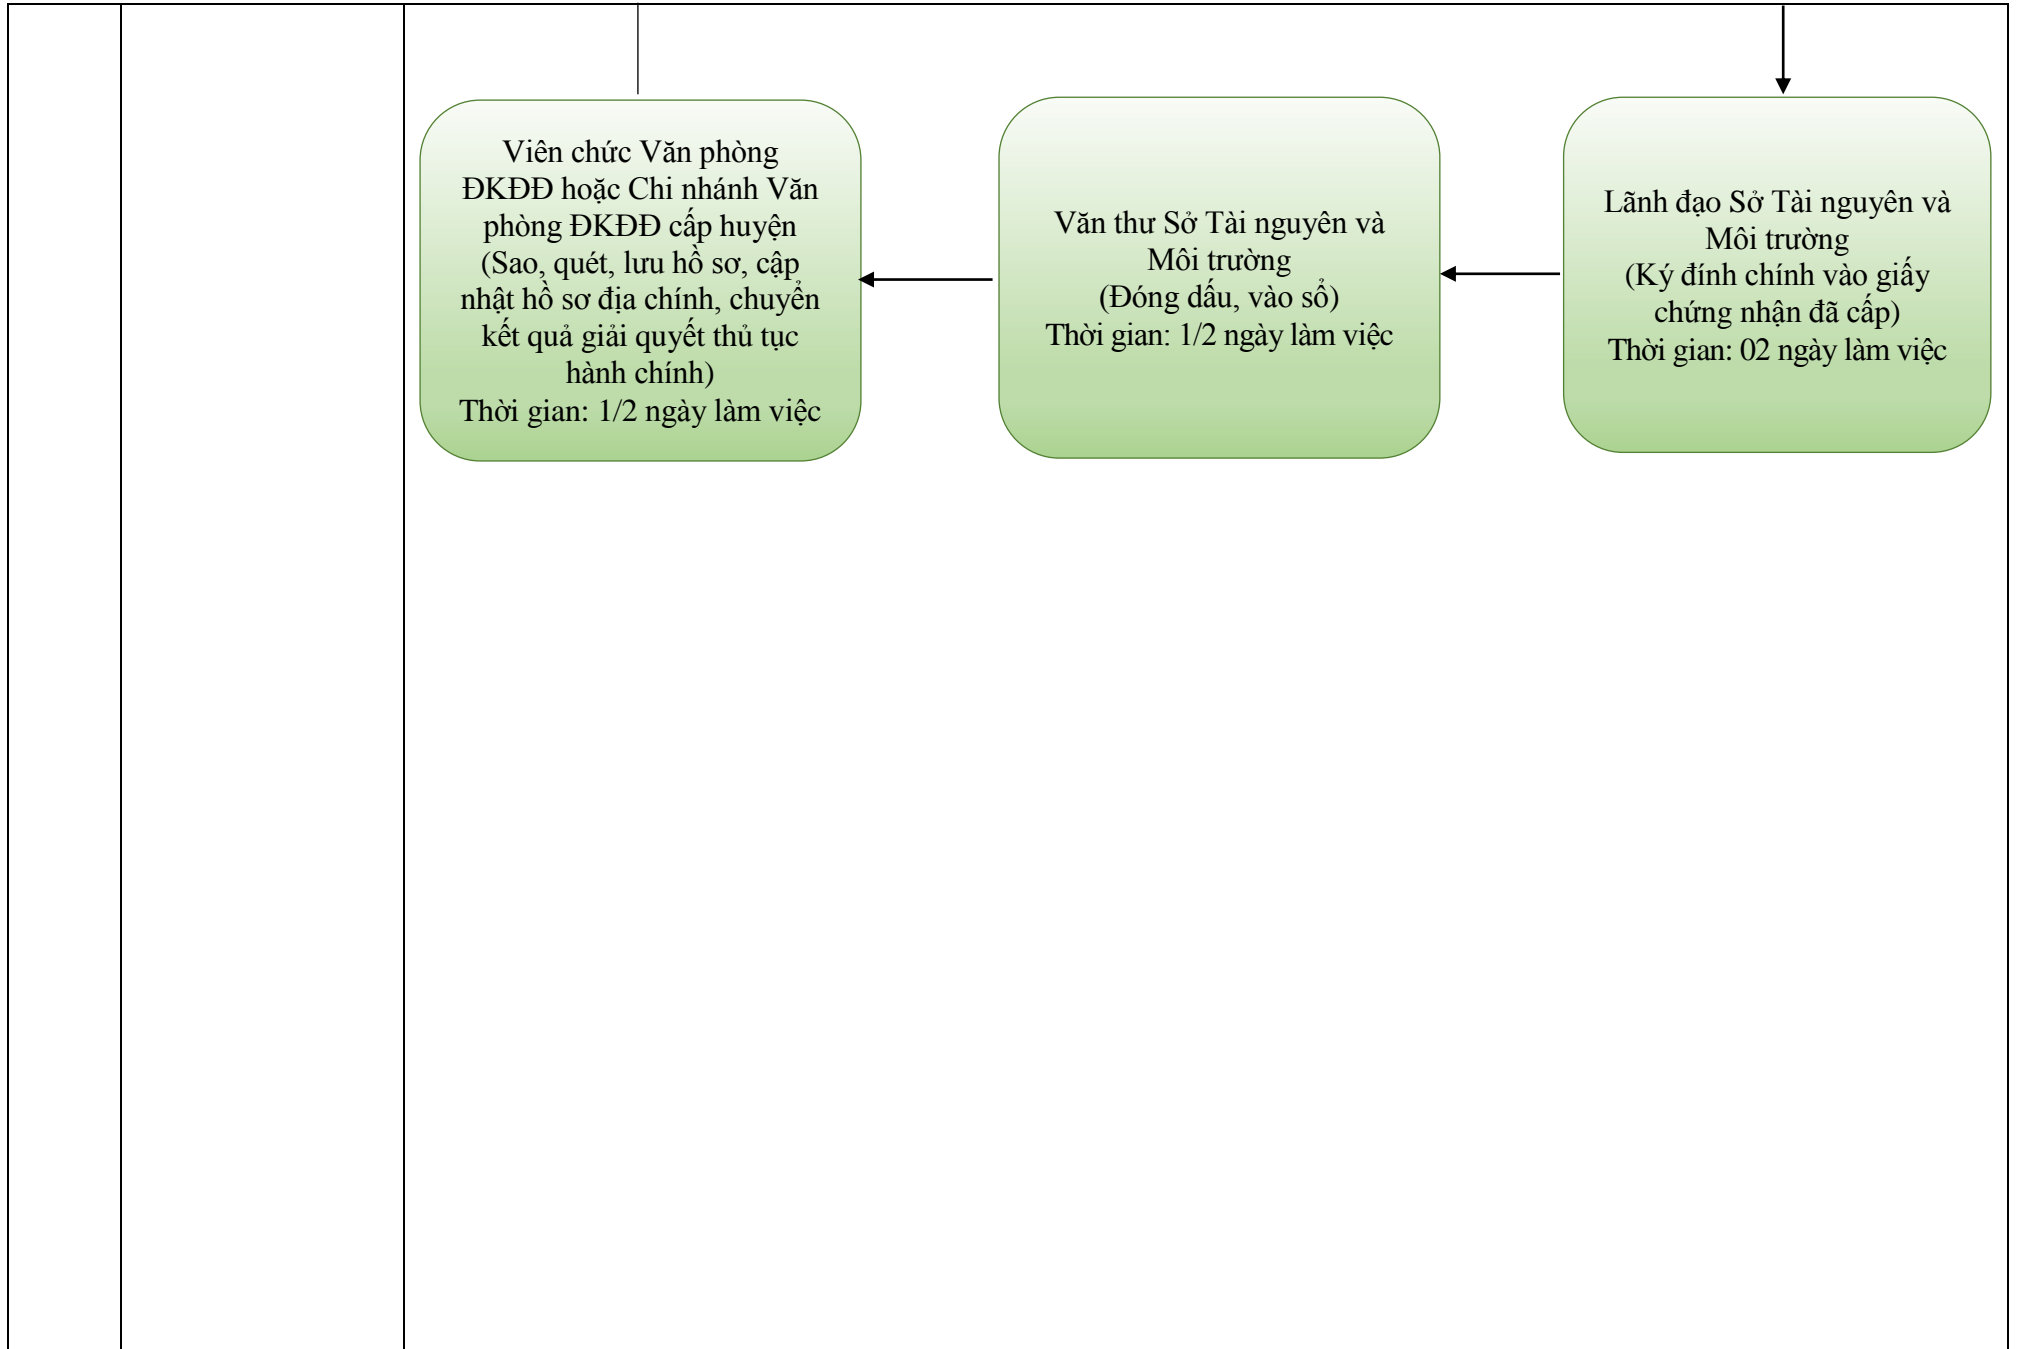 Viên chức Văn phòng
ĐKĐĐ hoặc Chi nhánh Văn
phòng ĐKĐĐ cấp huyện
(Sao, quét, lưu hồ sơ, cập
nhật hồ sơ địa chính, chuyển
kết quả giải quyết thủ tục
hành chính)
Thời gian: 1/2 ngày làm việc
Văn thư Sở Tài nguyên và
Môi trường
(Đóng dấu, vào sổ)
Thời gian: 1/2 ngày làm việc
Lãnh đạo Sở Tài nguyên và
Môi trường
(Ký đính chính vào giấy
chứng nhận đã cấp)
Thời gian: 02 ngày làm việc